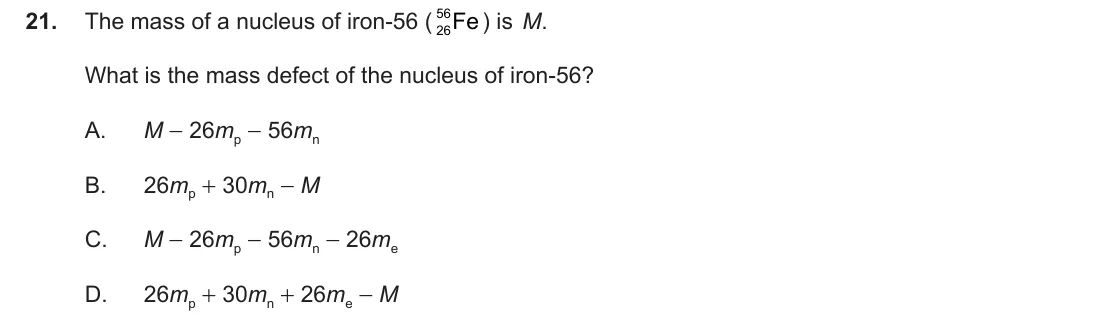 21. The mass of a nucleus of iron-56 (⁵⁶₂₆Fe) is M.
What is the mass defect of the nucleus of iron-56?
A. M – 26mₚ – 56mₙ
B. 26mₚ + 30mₙ – M
C. M – 26mₚ – 56mₙ – 26mₑ
D. 26mₚ + 30mₙ + 26mₑ – M